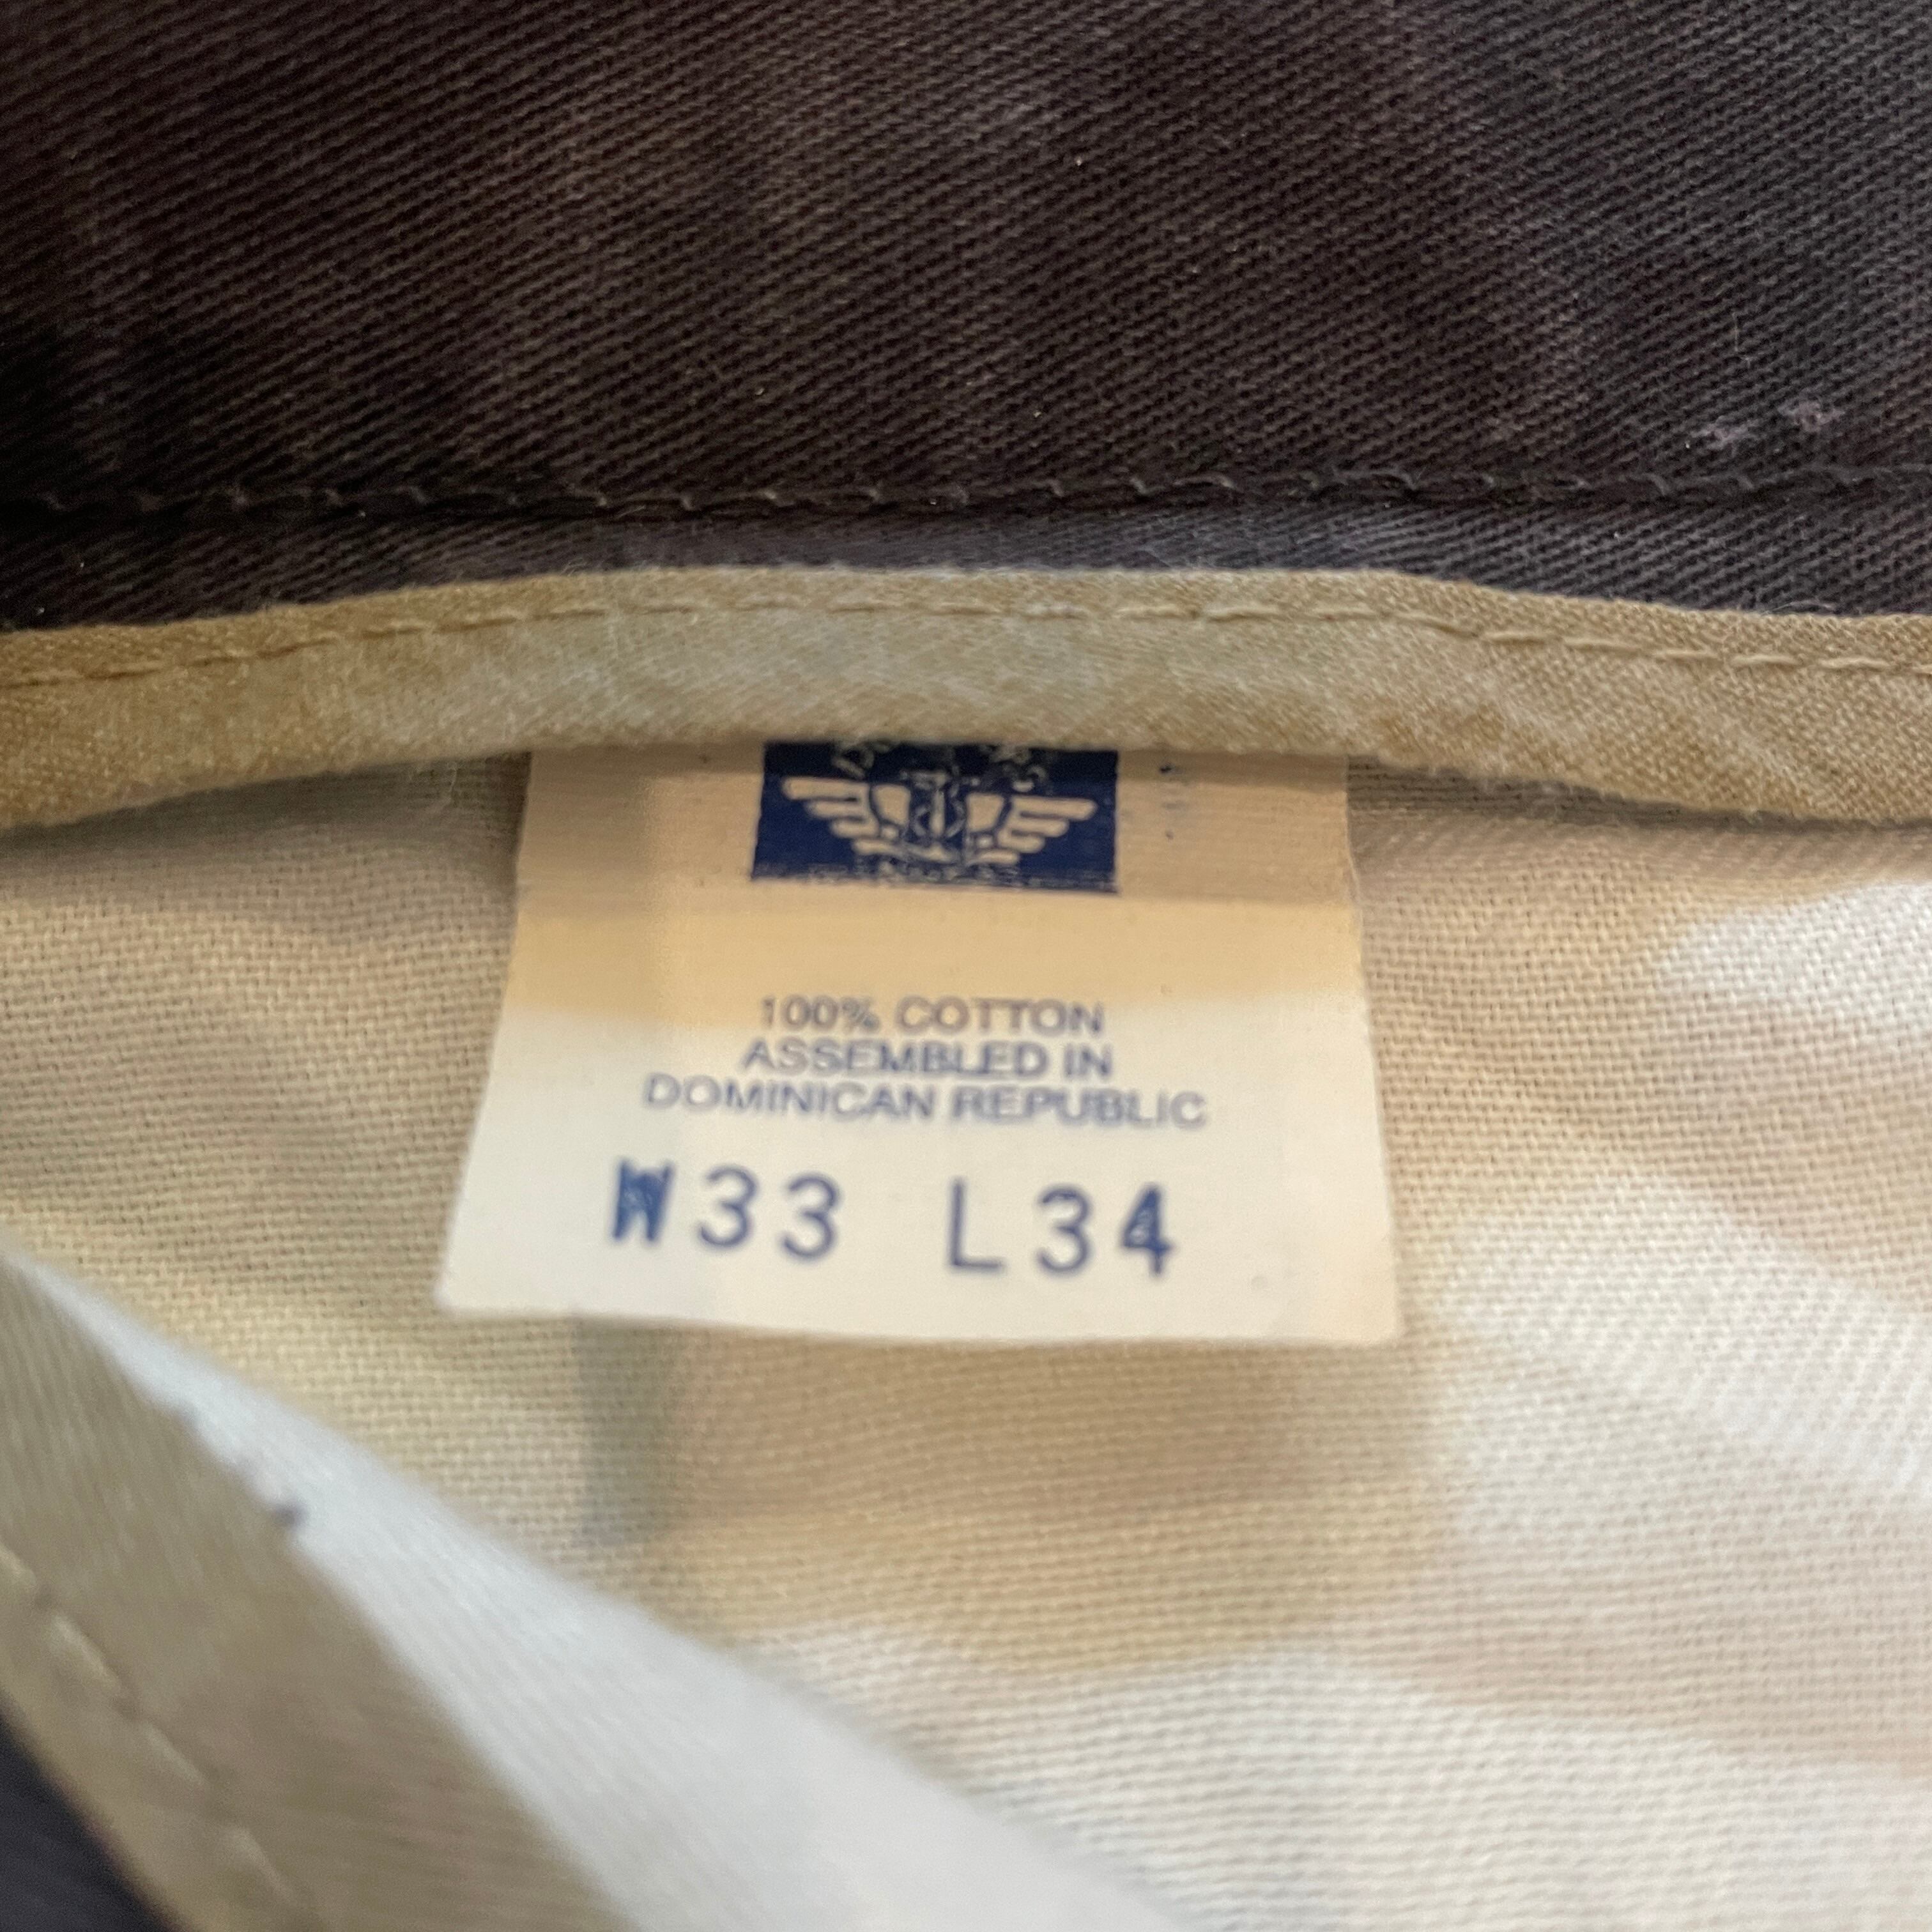 100% COTTON
ASSEMBLED IN
DOMINICAN REPUBLIC
W33 L34